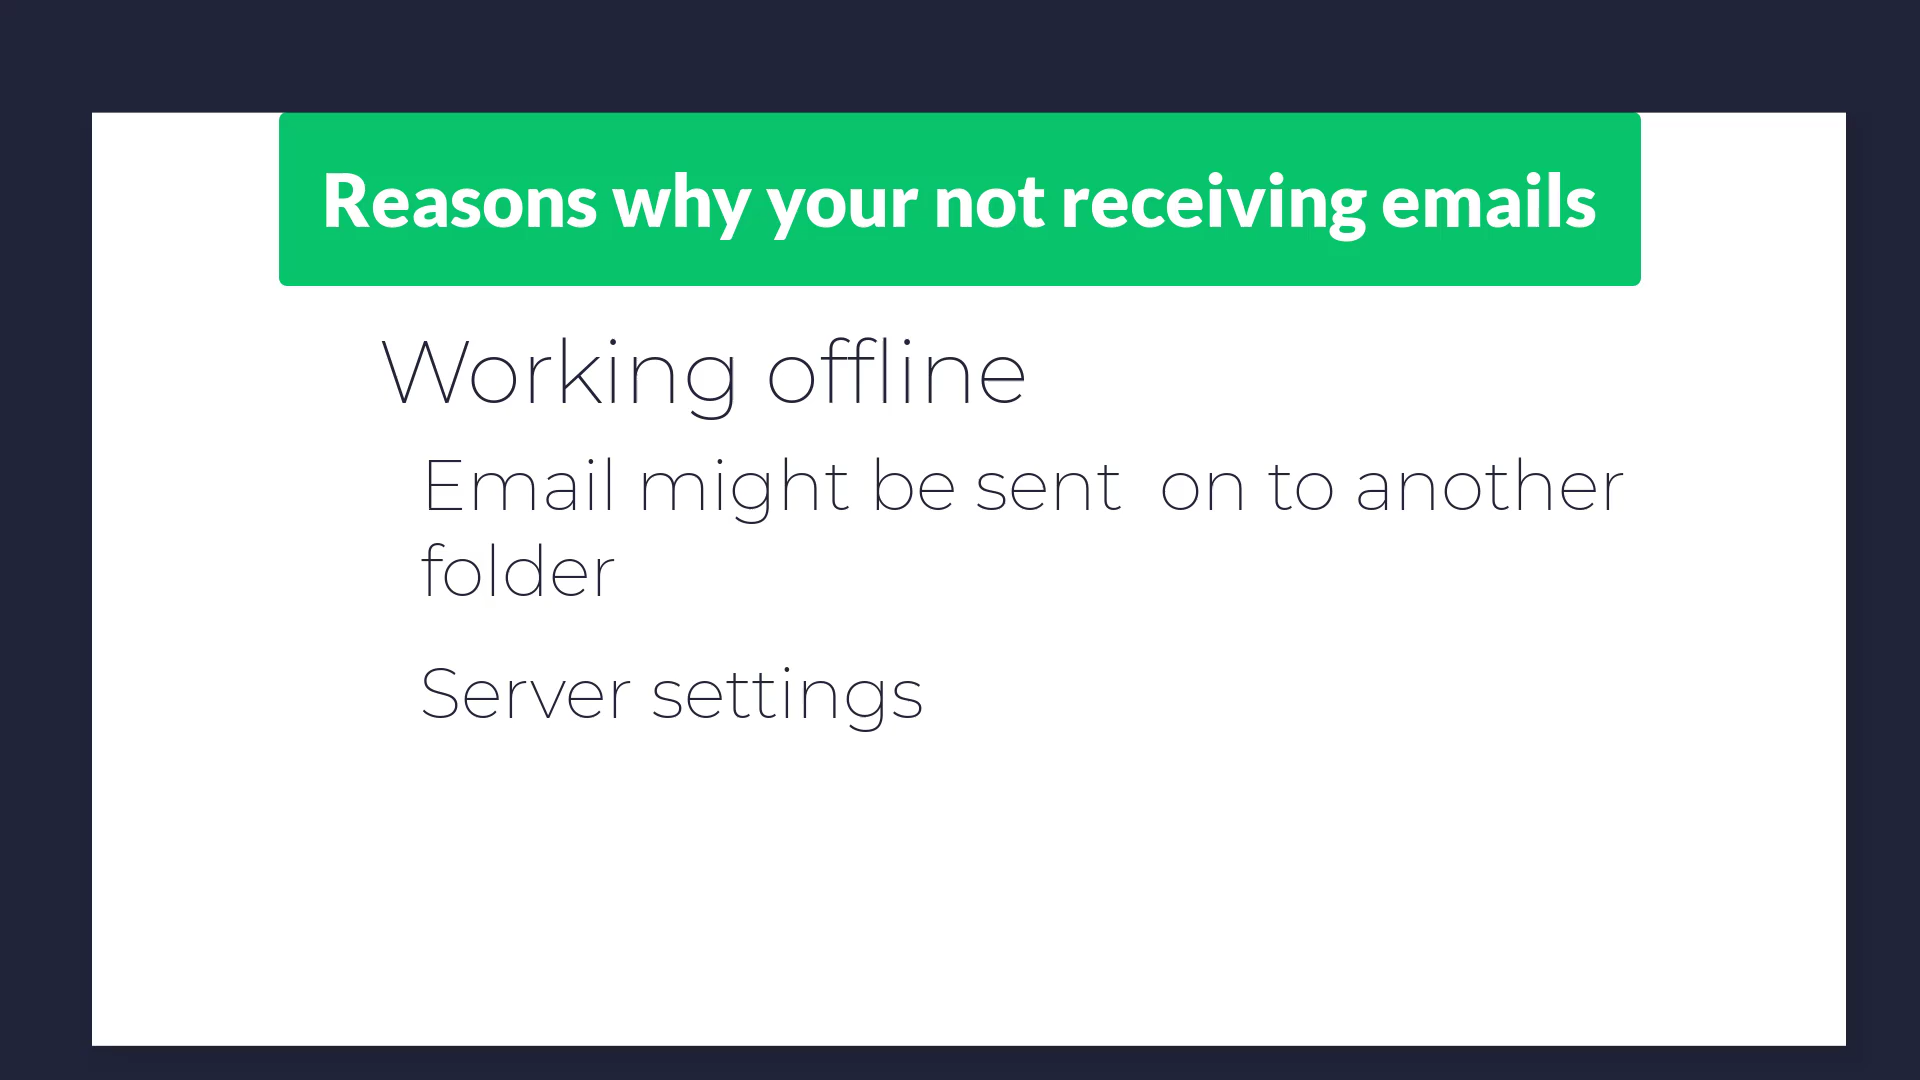 Reasons why your not receiving emails
Working offline
Email might be sent  on to another
folder
Server settings